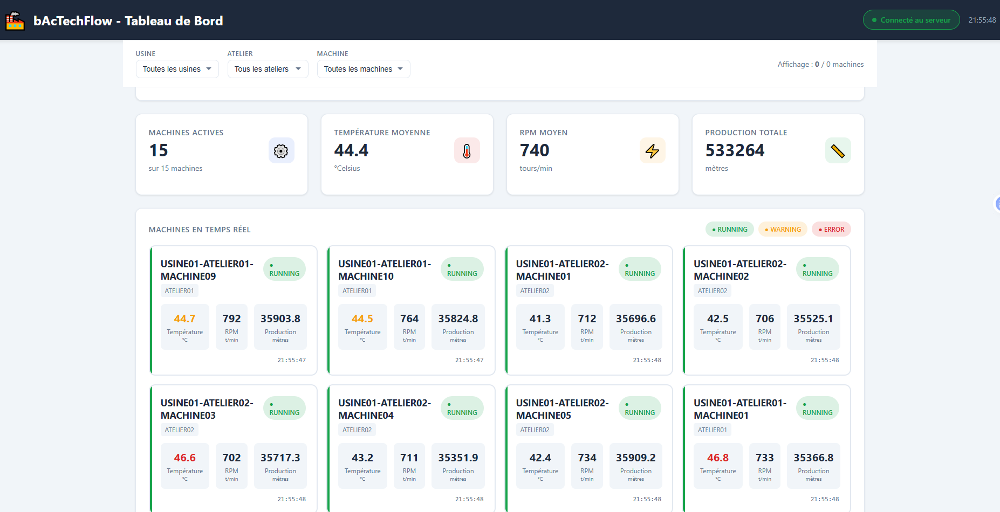 bAcTechFlow - Tableau de Bord
● Connecté au serveur
21:55:48
USINE
ATELIER
MACHINE
Toutes les usines
Tous les ateliers
Toutes les machines
Affichage : 0 / 0 machines
MACHINES ACTIVES
15
sur 15 machines
TEMPÉRATURE MOYENNE
44.4
°Celsius
RPM MOYEN
740
tours/min
PRODUCTION TOTALE
533264
mètres
MACHINES EN TEMPS RÉEL
● RUNNING
● WARNING
● ERROR
USINE01-ATELIER01-
MACHINE09
●
RUNNING
ATELIER01
44.7
Température
°C
792
RPM
t/min
35903.8
Production
mètres
21:55:47
USINE01-ATELIER01-
MACHINE10
●
RUNNING
ATELIER01
44.5
Température
°C
764
RPM
t/min
35824.8
Production
mètres
21:55:47
USINE01-ATELIER02-
MACHINE01
●
RUNNING
ATELIER02
41.3
Température
°C
712
RPM
t/min
35696.6
Production
mètres
21:55:48
USINE01-ATELIER02-
MACHINE02
●
RUNNING
ATELIER02
42.5
Température
°C
706
RPM
t/min
35525.1
Production
mètres
21:55:48
USINE01-ATELIER02-
MACHINE03
●
RUNNING
ATELIER02
46.6
Température
°C
702
RPM
t/min
35717.3
Production
mètres
21:55:48
USINE01-ATELIER02-
MACHINE04
●
RUNNING
ATELIER02
43.2
Température
°C
711
RPM
t/min
35351.9
Production
mètres
21:55:48
USINE01-ATELIER02-
MACHINE05
●
RUNNING
ATELIER02
42.4
Température
°C
734
RPM
t/min
35909.2
Production
mètres
21:55:48
USINE01-ATELIER01-
MACHINE01
●
RUNNING
ATELIER01
46.8
Température
°C
733
RPM
t/min
35366.8
Production
mètres
21:55:48